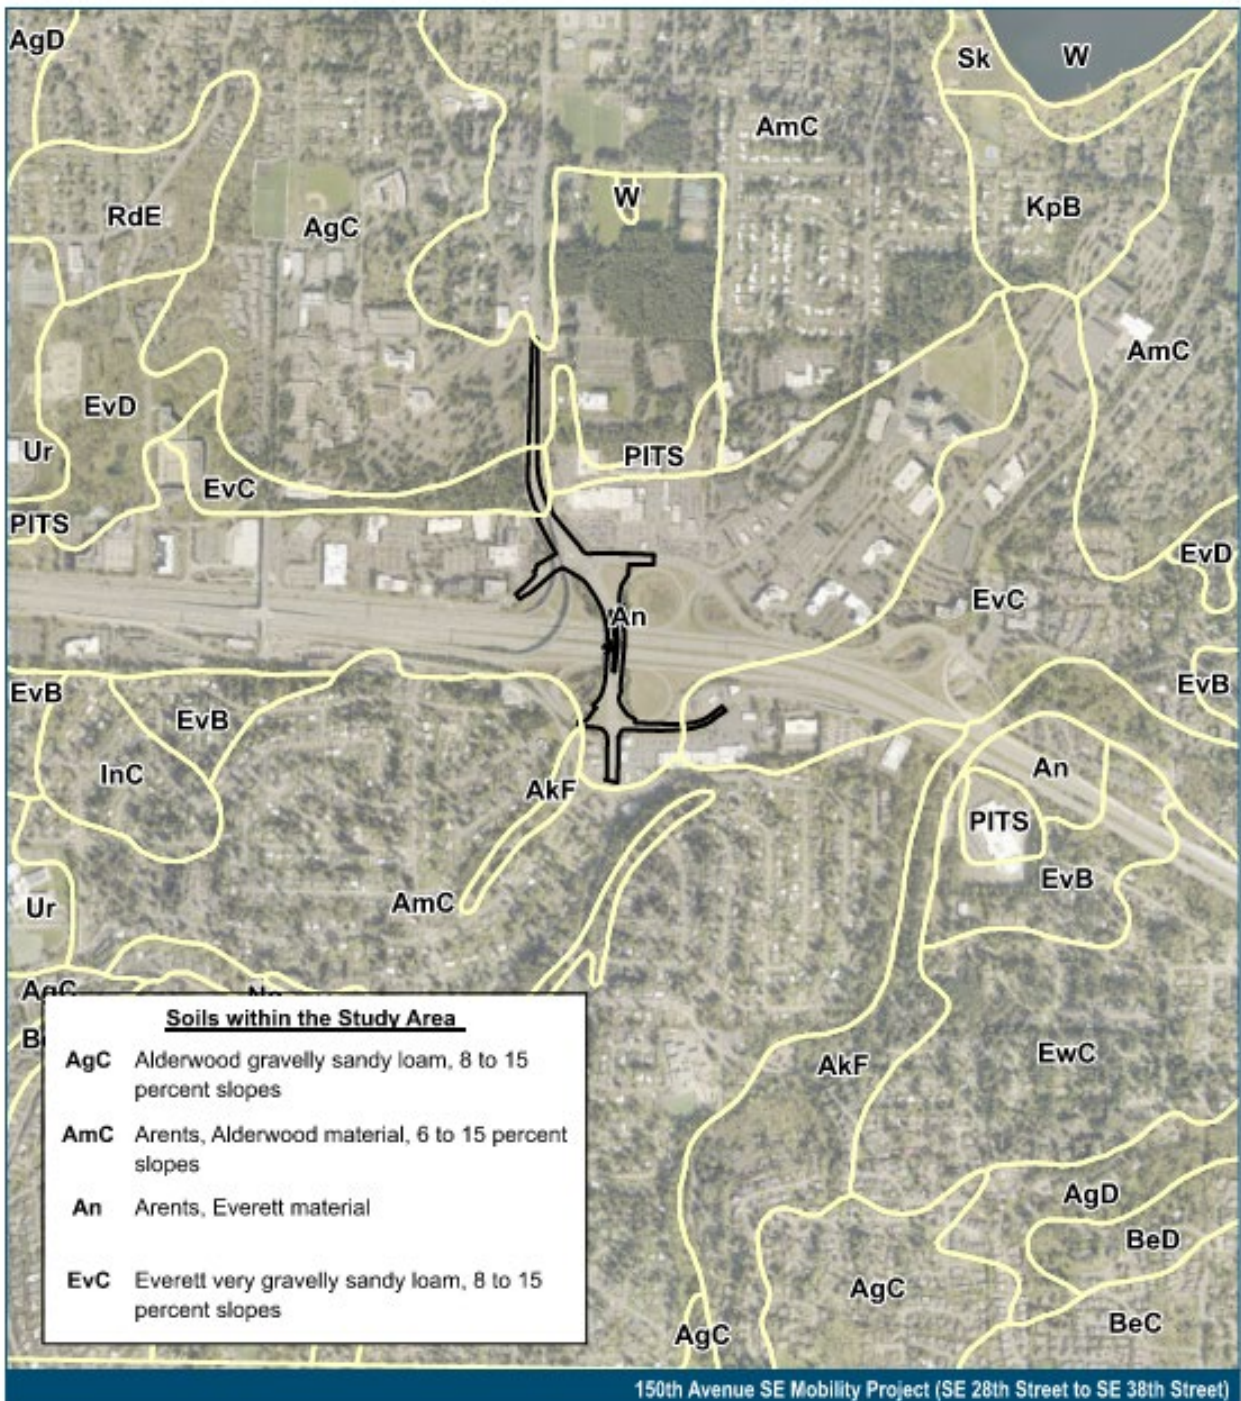 AgD
Sk
W
AmC
W
RdE
AgC
KpB
AmC
EvD
Ur
PITS
EvC
PITS
EvD
EvC
An
EvB
EvB
EvB
InC
An
AkF
PITS
EvB
AmC
Ur
AgC
Soils within the Study Area
AgC Alderwood gravelly sandy loam, 8 to 15
percent slopes
AmC Arents, Alderwood material, 6 to 15 percent
slopes
An Arents, Everett material
EvC Everett very gravelly sandy loam, 8 to 15
percent slopes
EwC
AkF
AgD
BeD
AgC
BeC
AgC
150th Avenue SE Mobility Project (SE 28th Street to SE 38th Street)